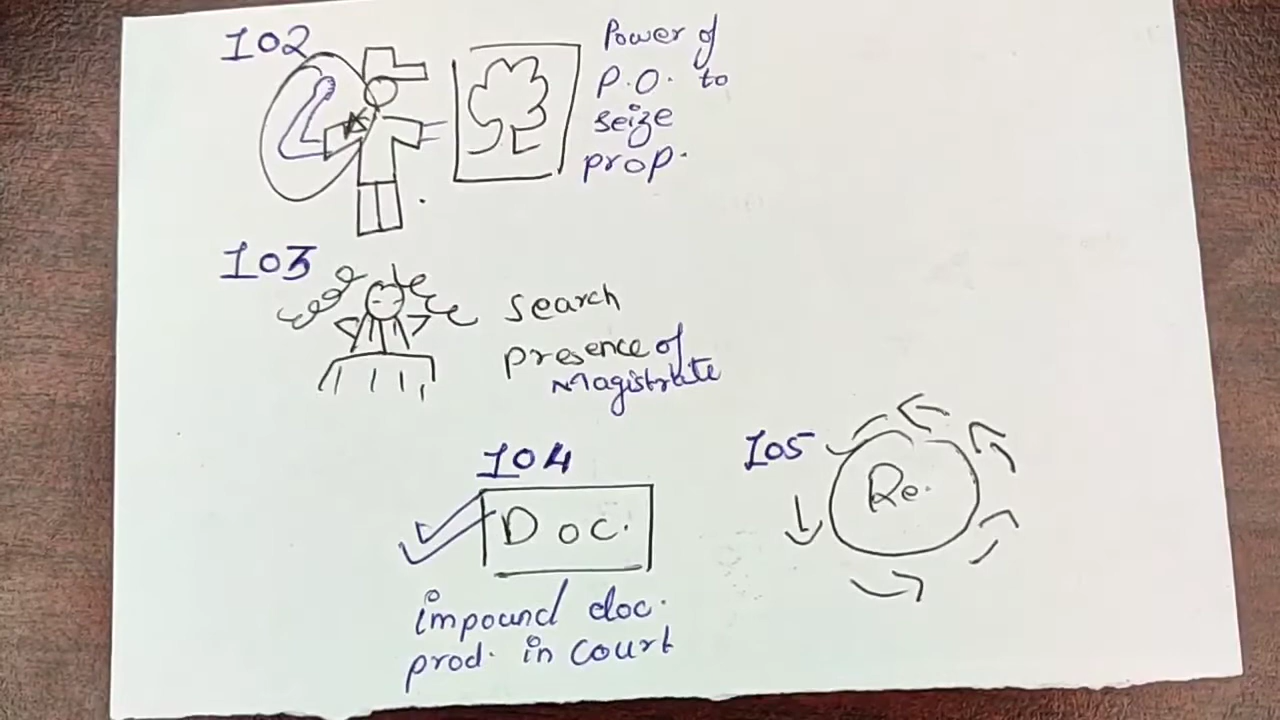 102
Power of
P.O. to
seize
prop.
103
search
presence of
Magistrate
104
Doc.
impound doc.
prod. in court
105
Re.